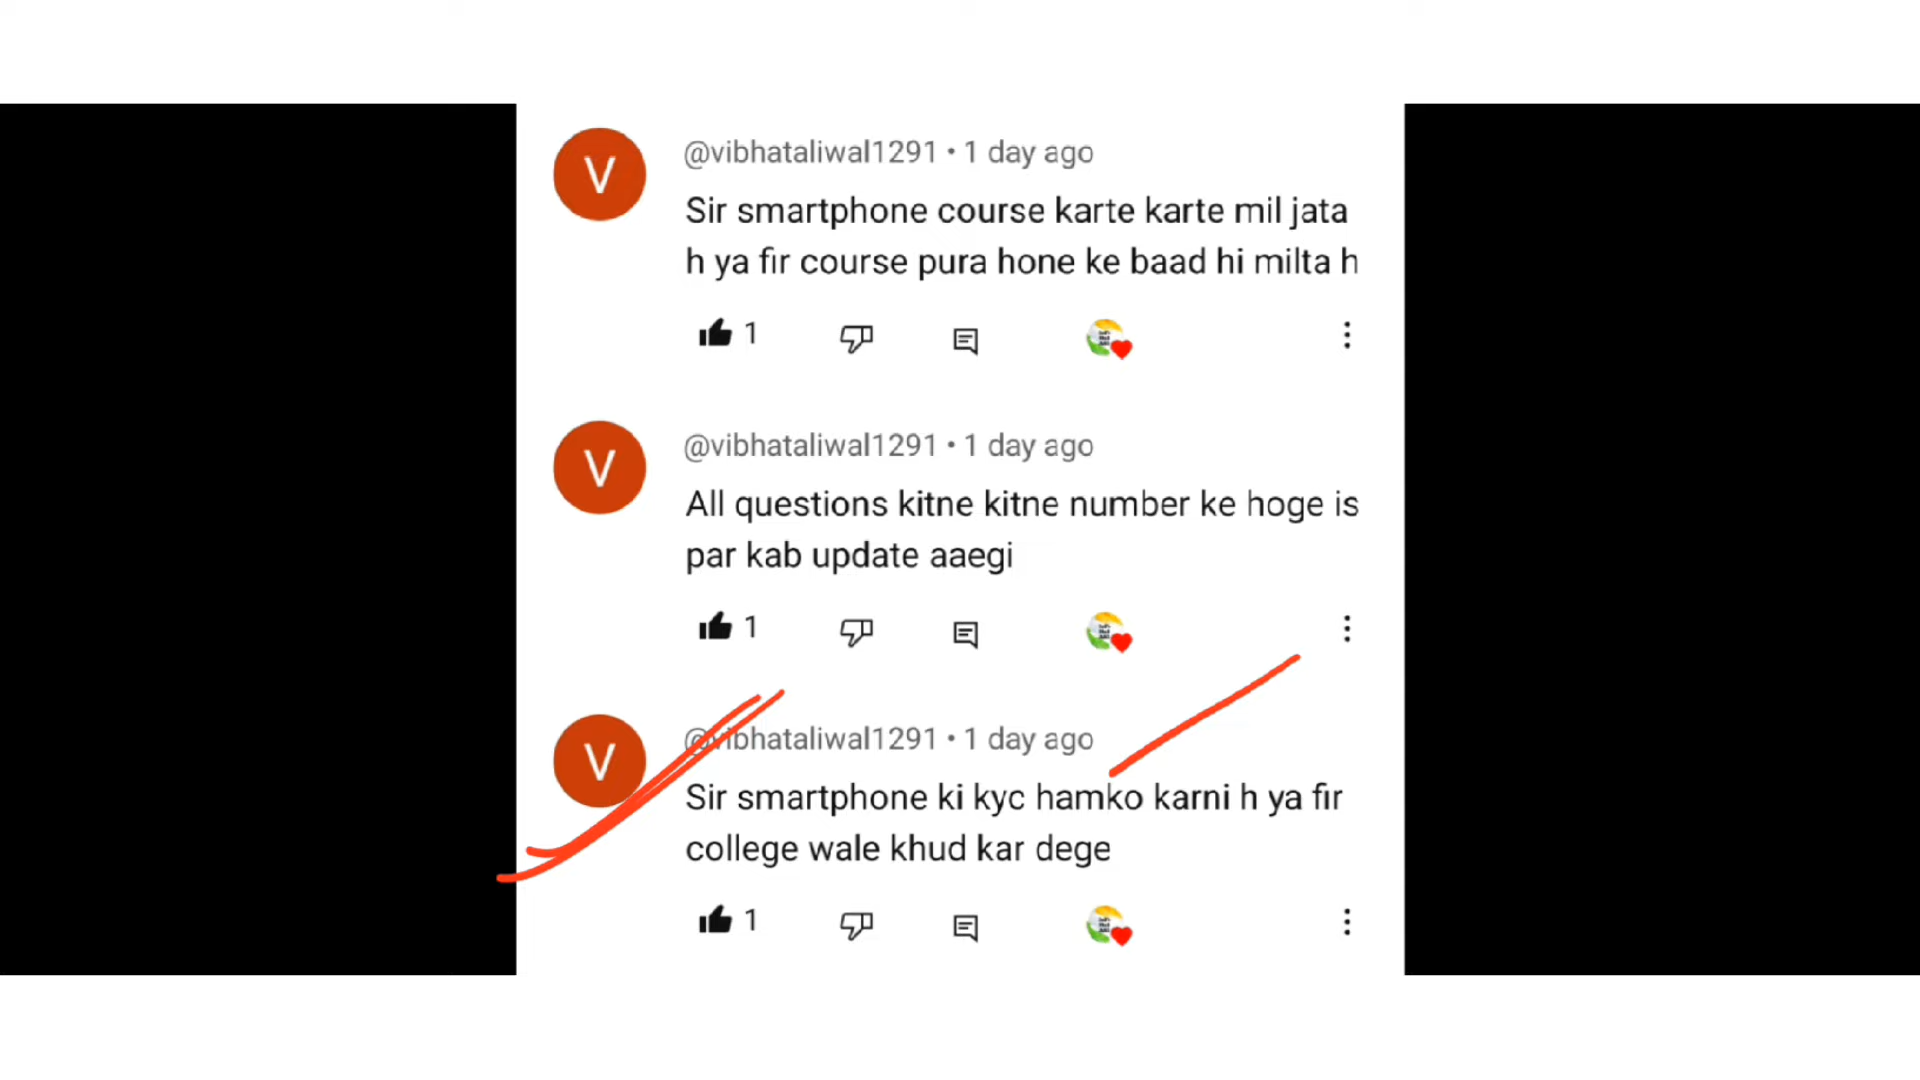 V
@vibhataliwal1291 • 1 day ago
Sir smartphone course karte karte mil jata
h ya fir course pura hone ke baad hi milta h
1
V
@vibhataliwal1291 • 1 day ago
All questions kitne kitne number ke hoge is
par kab update aaegi
1
V
@vibhataliwal1291 • 1 day ago
Sir smartphone ki kyc hamko karni h ya fir
college wale khud kar dege
1